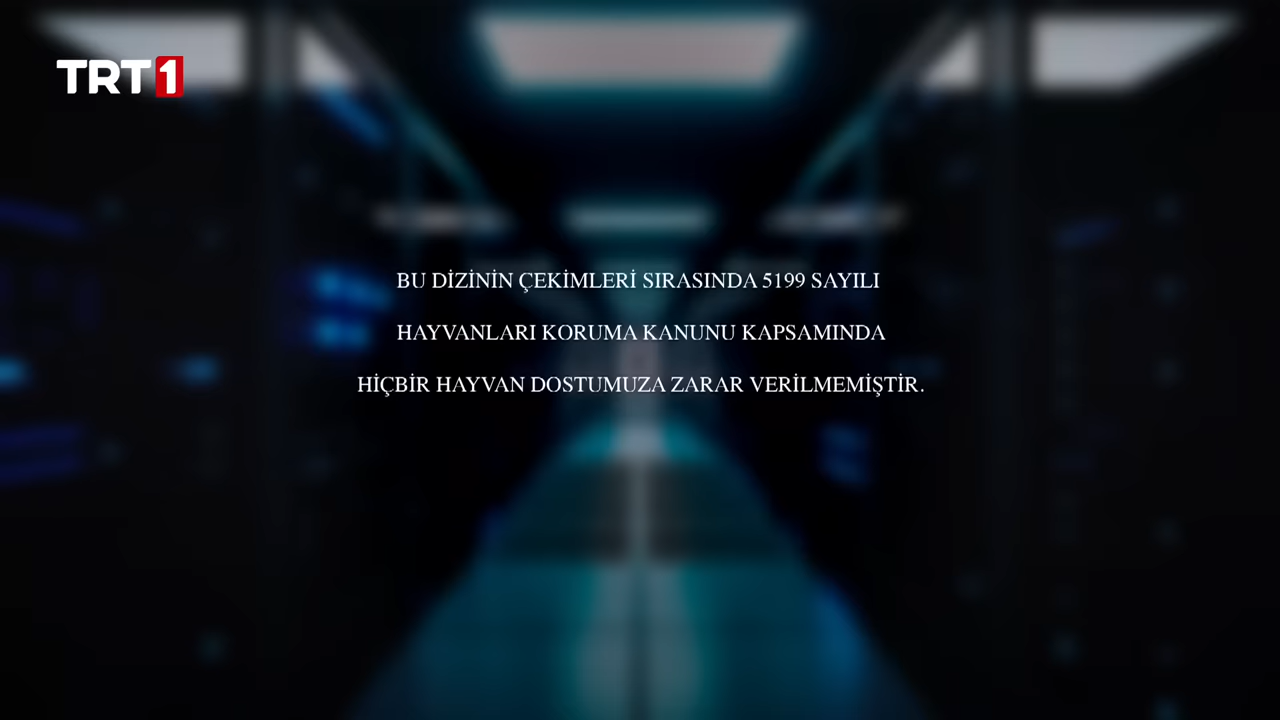 TRT1
BU DİZİNİN ÇEKİMLERİ SIRASINDA 5199 SAYILI
HAYVANLARI KORUMA KANUNU KAPSAMINDA
HİÇBİR HAYVAN DOSTUMUZA ZARAR VERİLMEMİŞTİR.